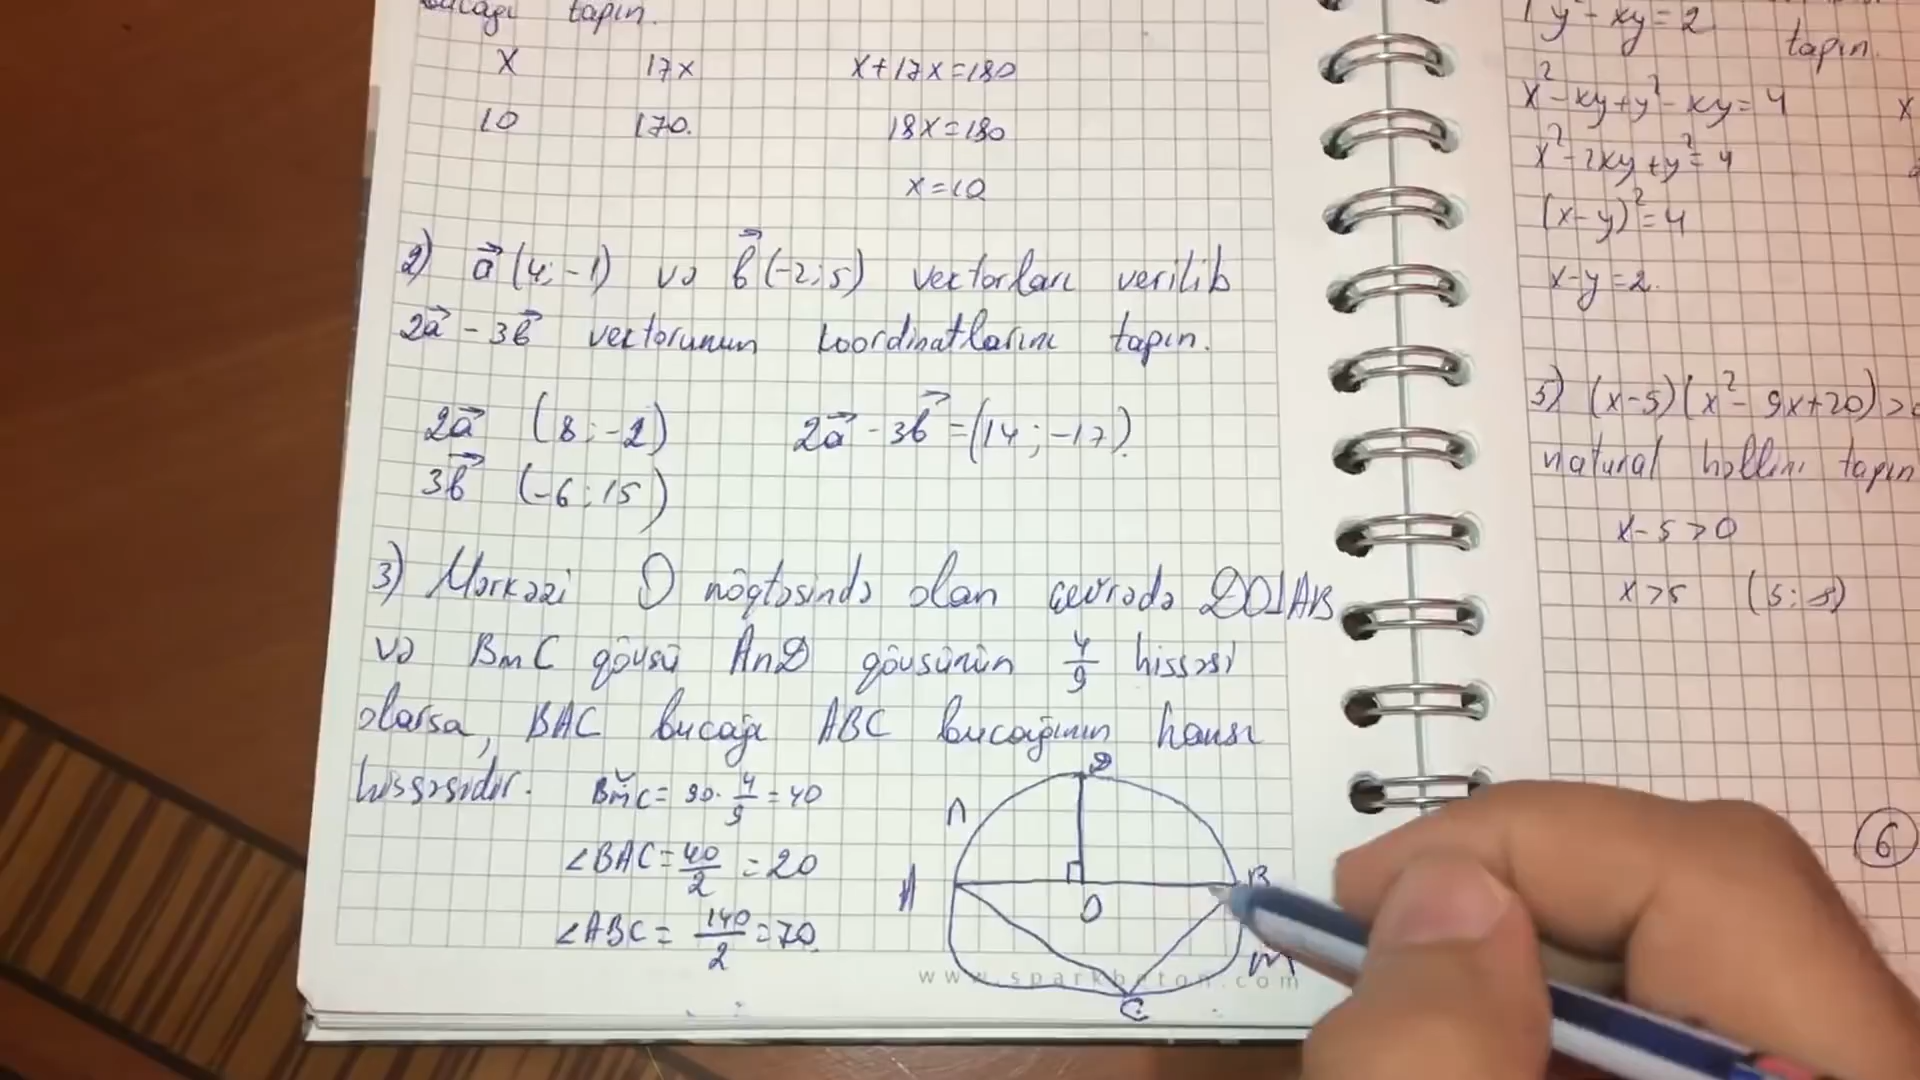 bucağı tapın.
x 17x x+17x=180
10 170. 18x=180
x=10
2) a⃗(4;-1) və b⃗(-2;5) vektorları verilib
2a⃗ - 3b⃗ vektorunun koordinatlarını tapın.
2a⃗ (8;-2) 2a⃗ - 3b⃗ =(14;-17).
3b⃗ (-6;15)
3) Mərkəzi O nöqtəsində olan çevrədə DO⊥AB
və BmC qövsü AnD qövsünün 4/9 hissəsi
olarsa, BAC bucağı ABC bucağının hansı
hissəsidir.
BmC = 90·4/9 = 40
∠BAC = 40/2 = 20
∠ABC = 140/2 = 70.
D
n
A
B
O
m
C
www.sparkbaton.com
y²-xy=2
tapın.
x²-xy+y²-xy=4 x
x²-2xy+y²=4
(x-y)²=4
x-y=2.
5) (x-5)(x²-9x+20)>
natural həllini tapın
x-5>0
x>5
6